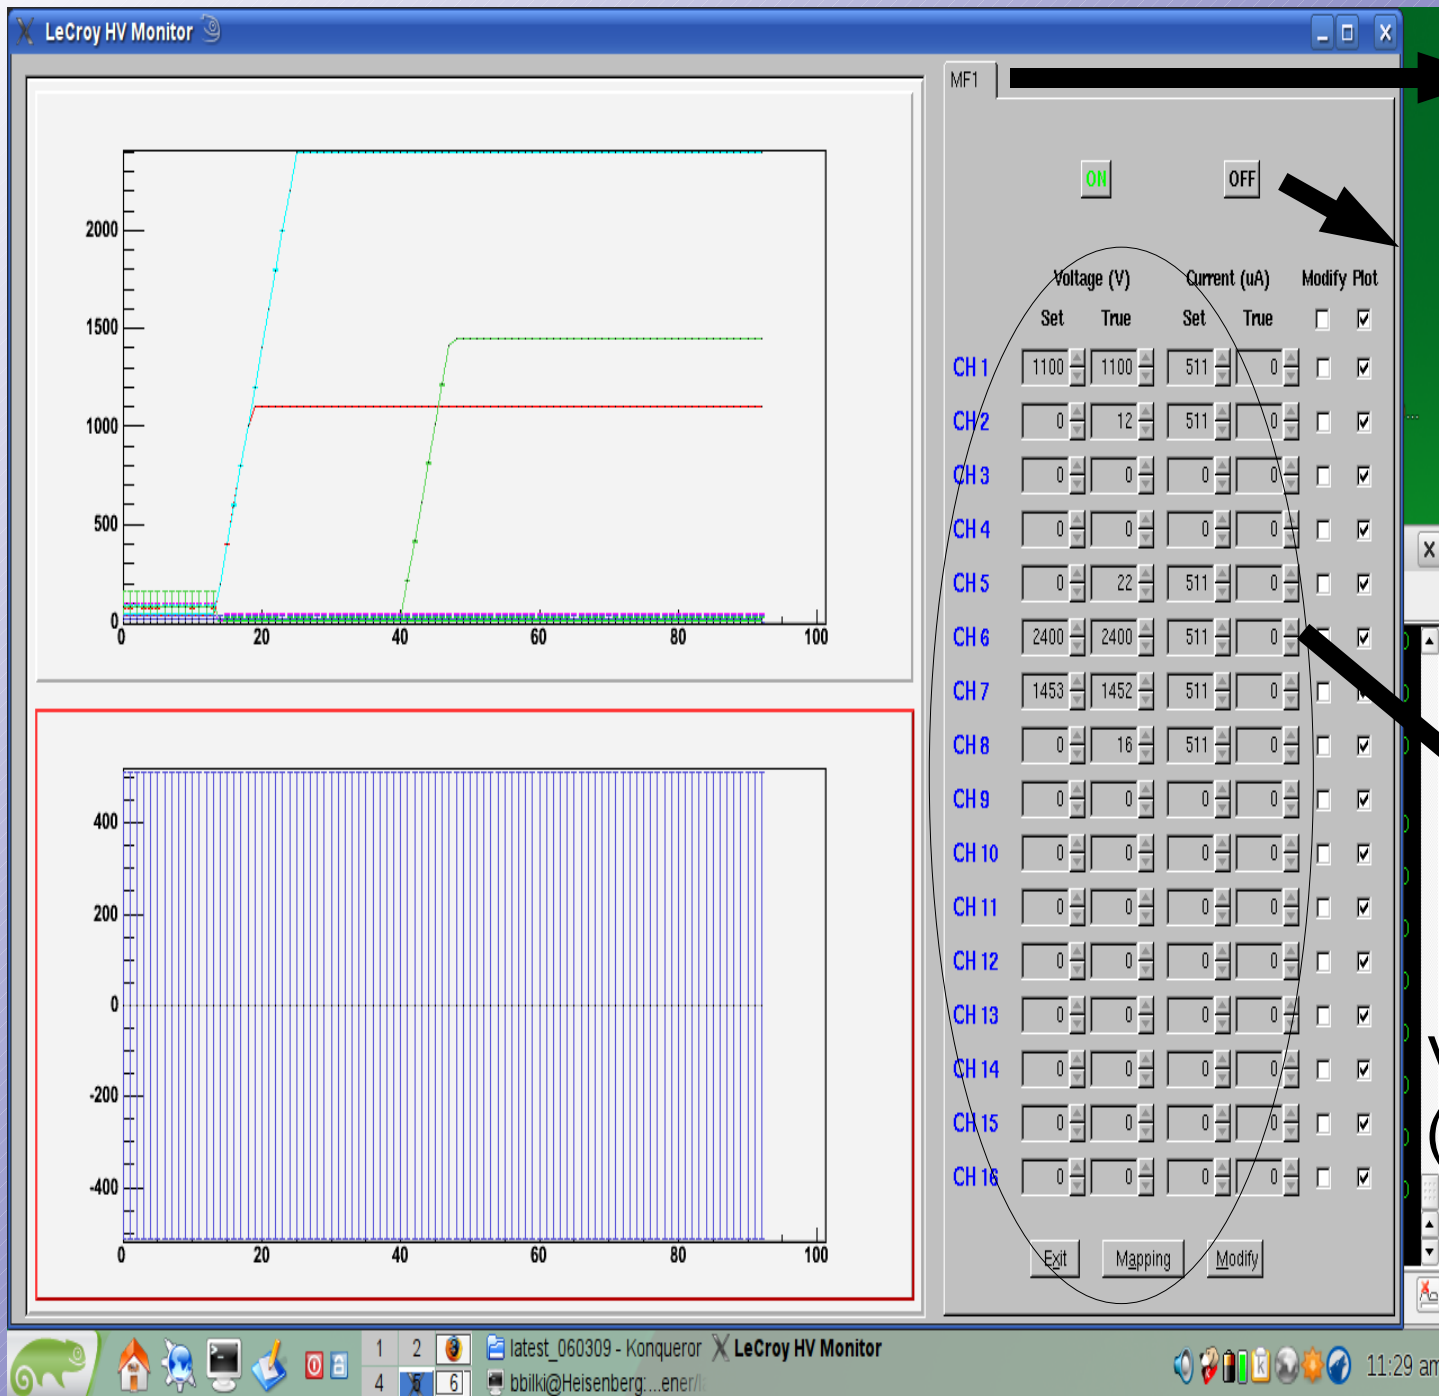 LeCroy HV Monitor
MF1
ON OFF
Voltage (V) Current (uA) Modify Plot
Set True Set True
CH 1 1100 1100 511 0
CH 2 0 12 511 0
CH 3 0 0 0 0
CH 4 0 0 0 0
CH 5 0 22 511 0
CH 6 2400 2400 511 0
CH 7 1453 1452 511 0
CH 8 0 16 511 0
CH 9 0 0 0 0
CH 10 0 0 0 0
CH 11 0 0 0 0
CH 12 0 0 0 0
CH 13 0 0 0 0
CH 14 0 0 0 0
CH 15 0 0 0 0
CH 16 0 0 0 0
Exit Mapping Modify
2000
1500
1000
500
0
0 20 40 60 80 100
400
200
0
-200
-400
0 20 40 60 80 100
1 2
4 5 6
latest_060309 - Konqueror LeCroy HV Monitor
bbilki@Heisenberg:...ener/
11:29 am